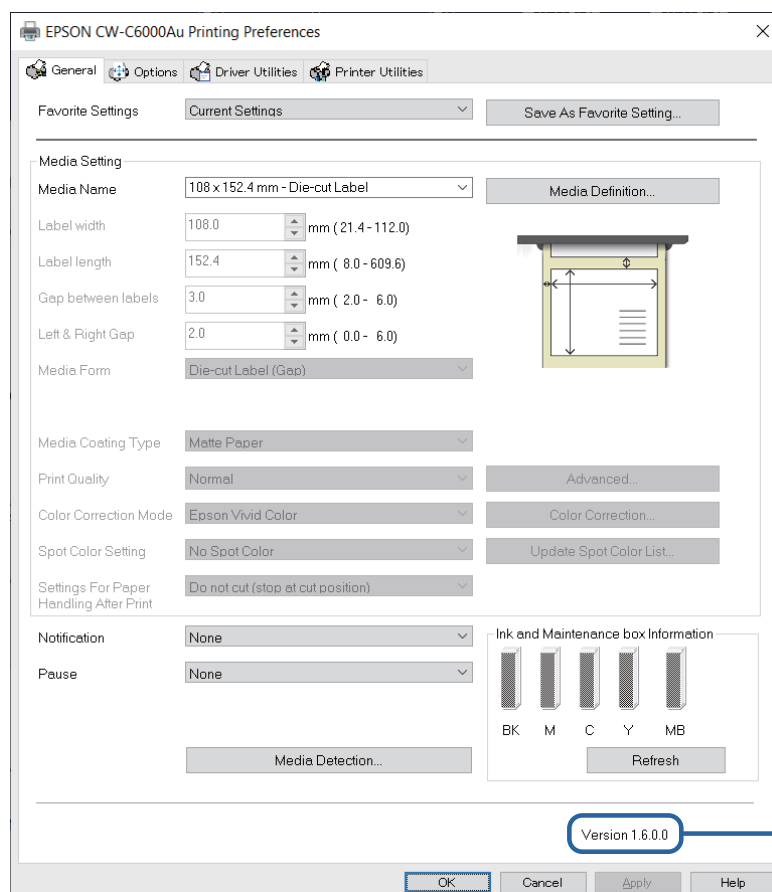 EPSON CW-C6000Au Printing Preferences
General Options Driver Utilities Printer Utilities
Favorite Settings Current Settings Save As Favorite Setting...
Media Setting
Media Name 108 x 152.4 mm - Die-cut Label Media Definition...
Label width 108.0 mm ( 21.4 - 112.0)
Label length 152.4 mm ( 8.0 - 609.6)
Gap between labels 3.0 mm ( 2.0 - 6.0)
Left & Right Gap 2.0 mm ( 0.0 - 6.0)
Media Form Die-cut Label (Gap)
Media Coating Type Matte Paper
Print Quality Normal Advanced...
Color Correction Mode Epson Vivid Color Color Correction...
Spot Color Setting No Spot Color Update Spot Color List...
Settings For Paper Do not cut (stop at cut position)
Handling After Print
Notification None Ink and Maintenance box Information
Pause None
BK M C Y MB
Media Detection... Refresh
Version 1.6.0.0
OK Cancel Apply Help